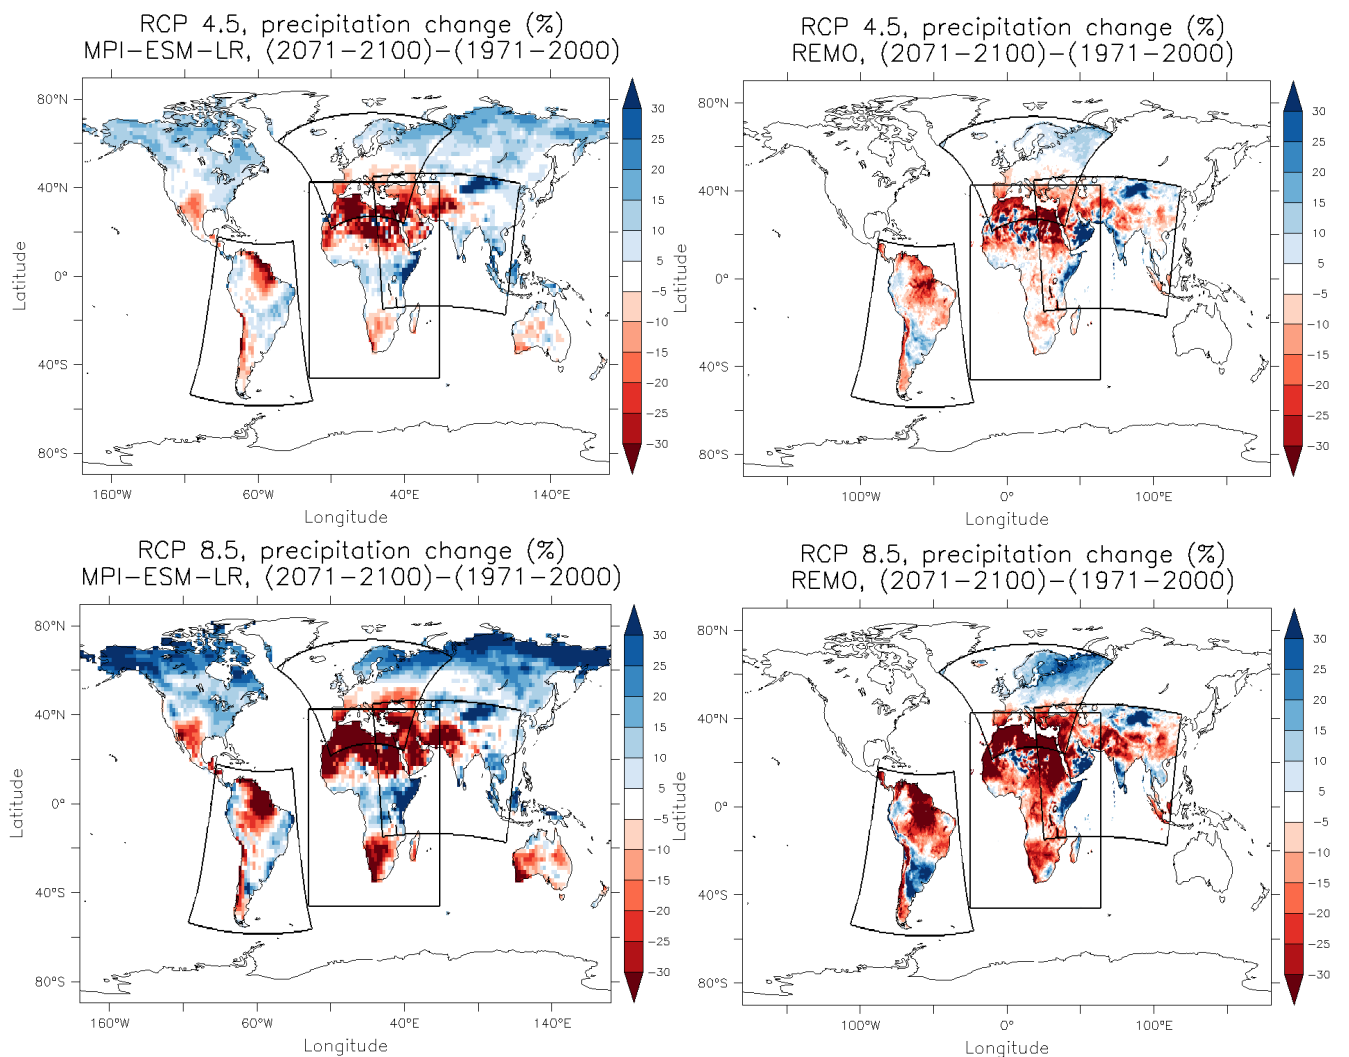 RCP 4.5, precipitation change (%)
MPI-ESM-LR, (2071-2100)-(1971-2000)
80°N
40°N
0°
40°S
80°S
Latitude
160°W
60°W
40°E
140°E
Longitude
30
25
20
15
10
5
-5
-10
-15
-20
-25
-30
RCP 4.5, precipitation change (%)
REMO, (2071-2100)-(1971-2000)
80°N
40°N
0°
40°S
80°S
Latitude
100°W
0°
100°E
Longitude
30
25
20
15
10
5
-5
-10
-15
-20
-25
-30
RCP 8.5, precipitation change (%)
MPI-ESM-LR, (2071-2100)-(1971-2000)
80°N
40°N
0°
40°S
80°S
Latitude
160°W
60°W
40°E
140°E
Longitude
30
25
20
15
10
5
-5
-10
-15
-20
-25
-30
RCP 8.5, precipitation change (%)
REMO, (2071-2100)-(1971-2000)
80°N
40°N
0°
40°S
80°S
Latitude
100°W
0°
100°E
Longitude
30
25
20
15
10
5
-5
-10
-15
-20
-25
-30